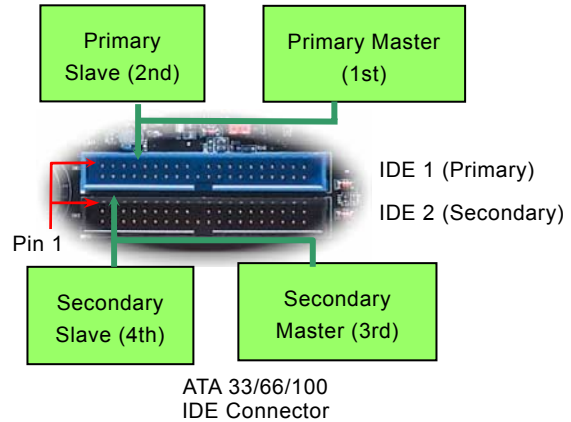 Primary
Slave (2nd)
Primary Master
(1st)
IDE 1 (Primary)
IDE 2 (Secondary)
Pin 1
Secondary
Slave (4th)
Secondary
Master (3rd)
ATA 33/66/100
IDE Connector